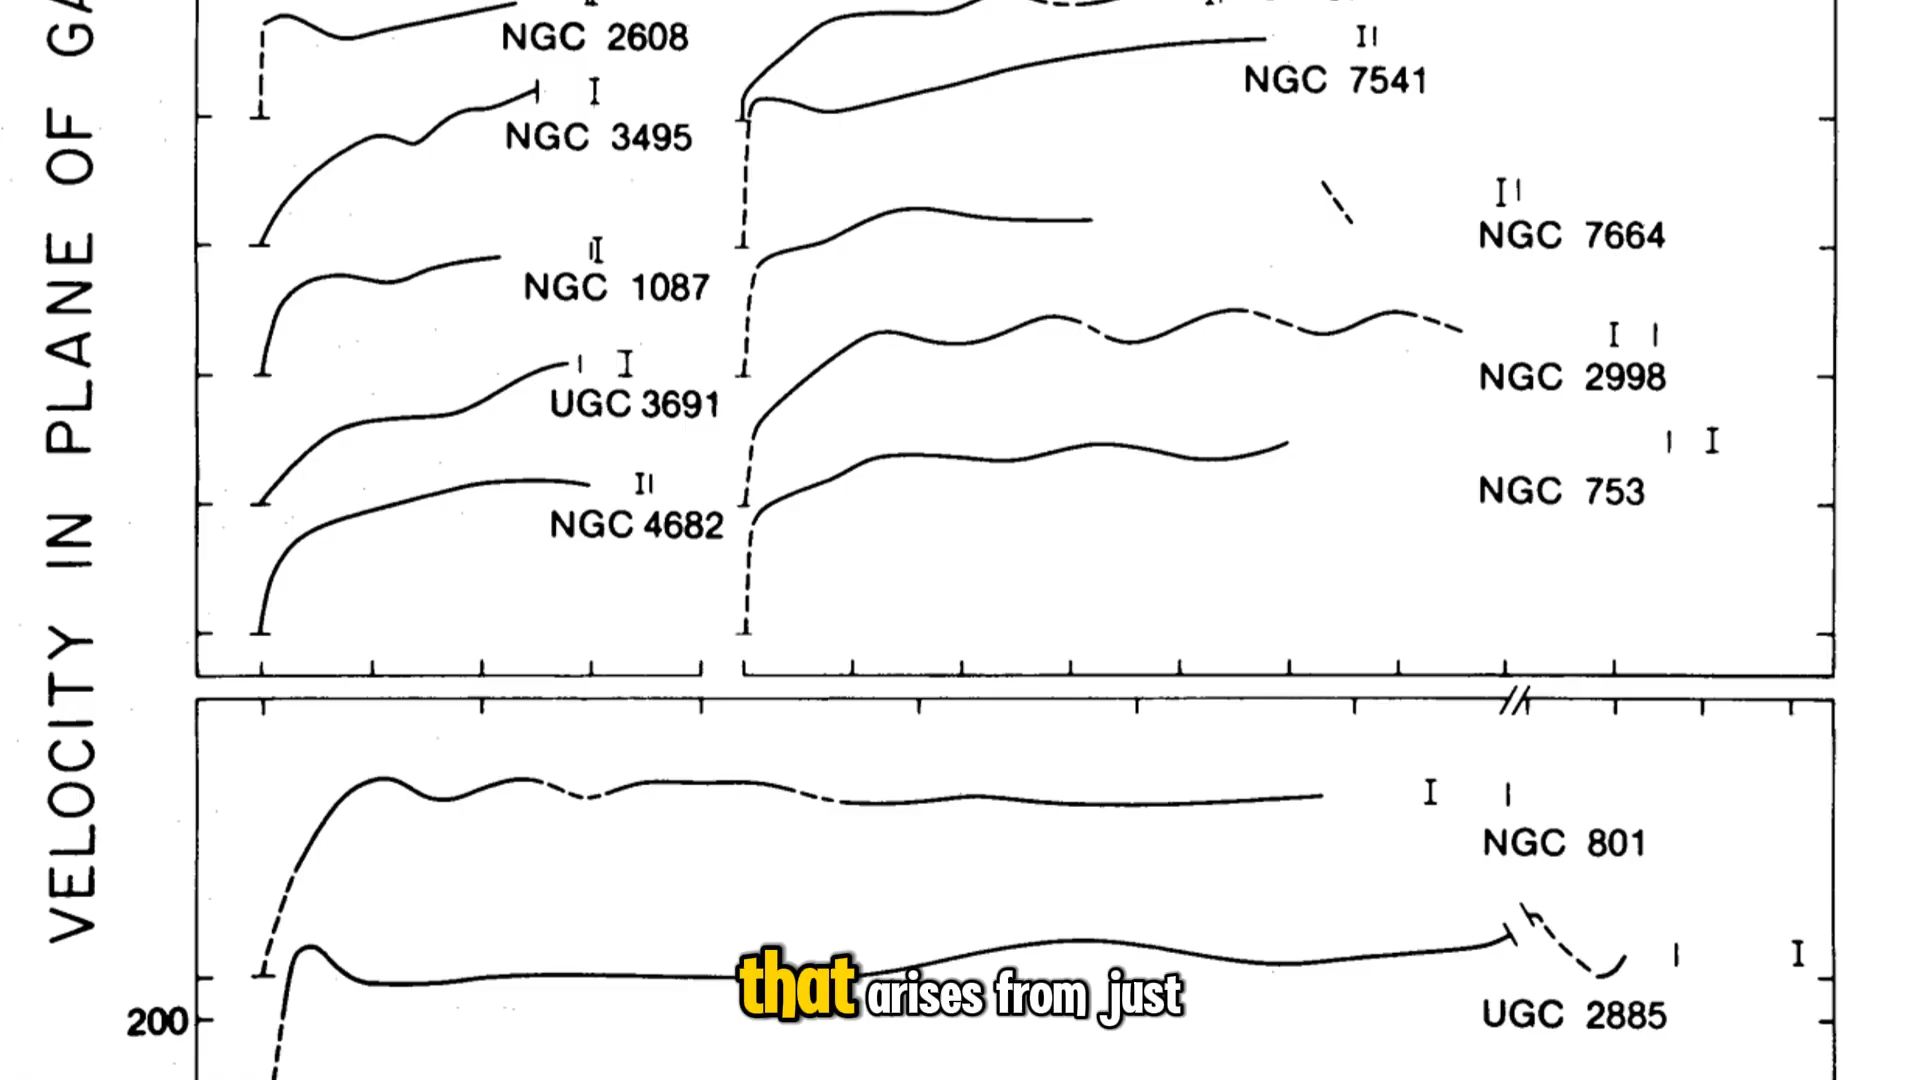 VELOCITY IN PLANE OF GA
NGC 2608
NGC 3495
NGC 1087
UGC 3691
NGC 4682
NGC 7541
NGC 7664
NGC 2998
NGC 753
NGC 801
UGC 2885
200
that arises from just